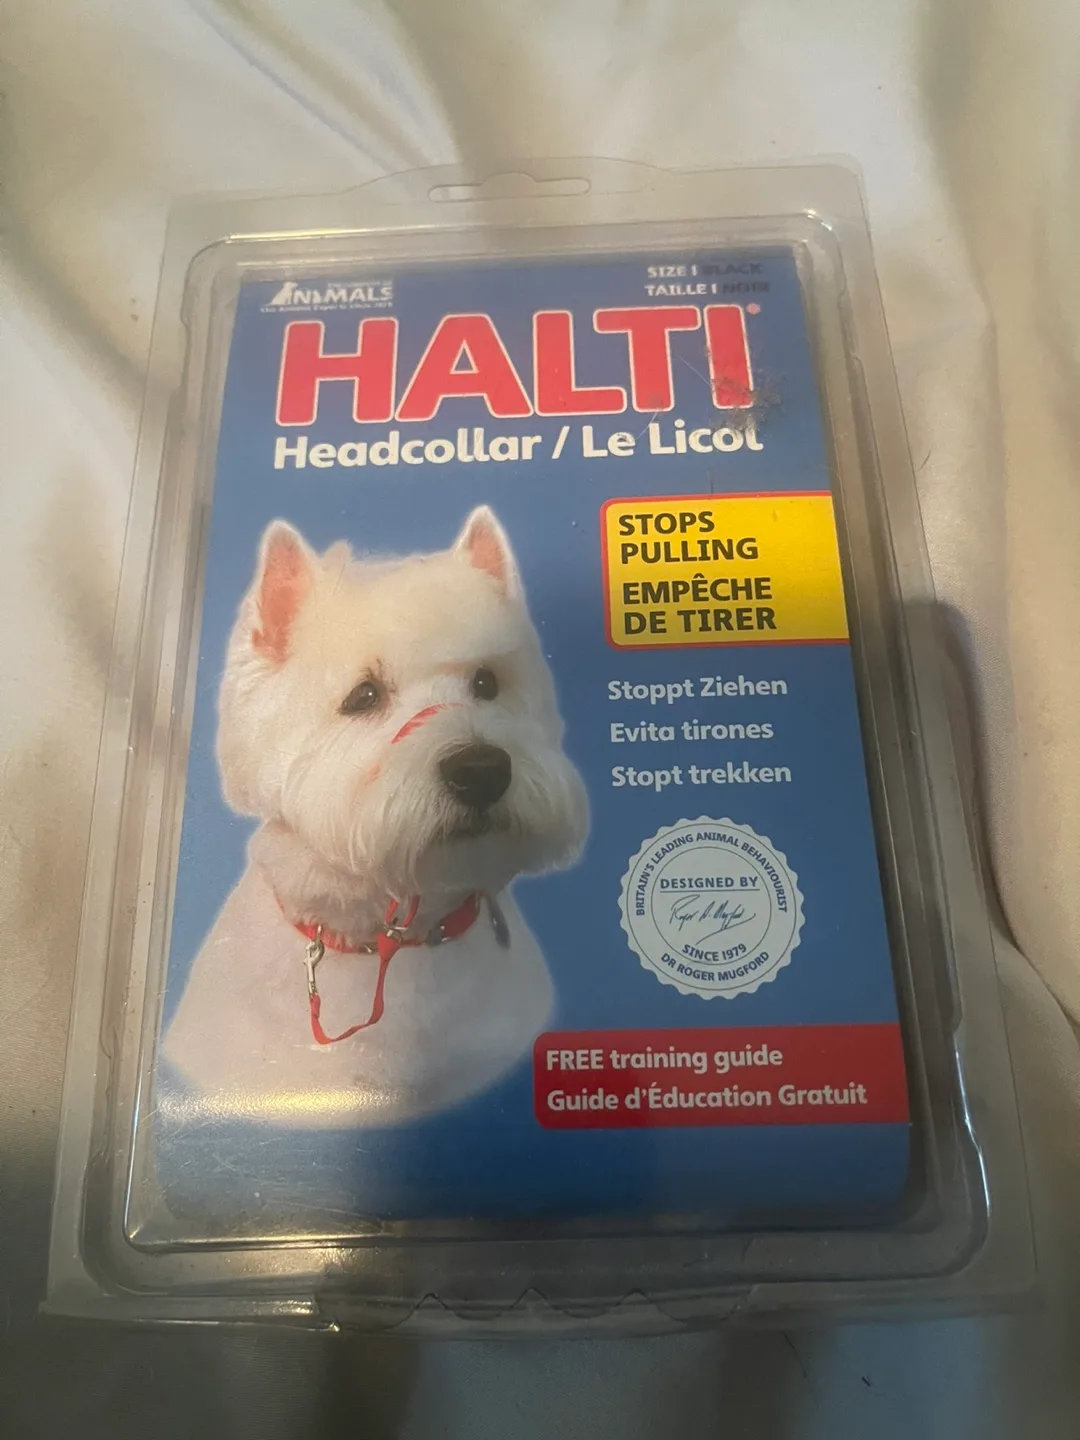 ANIMALS
SIZE 1 BLACK
TAILLE 1 NOIR
HALTI®
Headcollar / Le Licol
STOPS
PULLING
EMPÊCHE
DE TIRER
Stoppt Ziehen
Evita tirones
Stopt trekken
BRITAIN'S LEADING ANIMAL BEHAVIOURIST
DESIGNED BY
Roger A. Mugford
SINCE 1979
DR ROGER MUGFORD
FREE training guide
Guide d'Éducation Gratuit